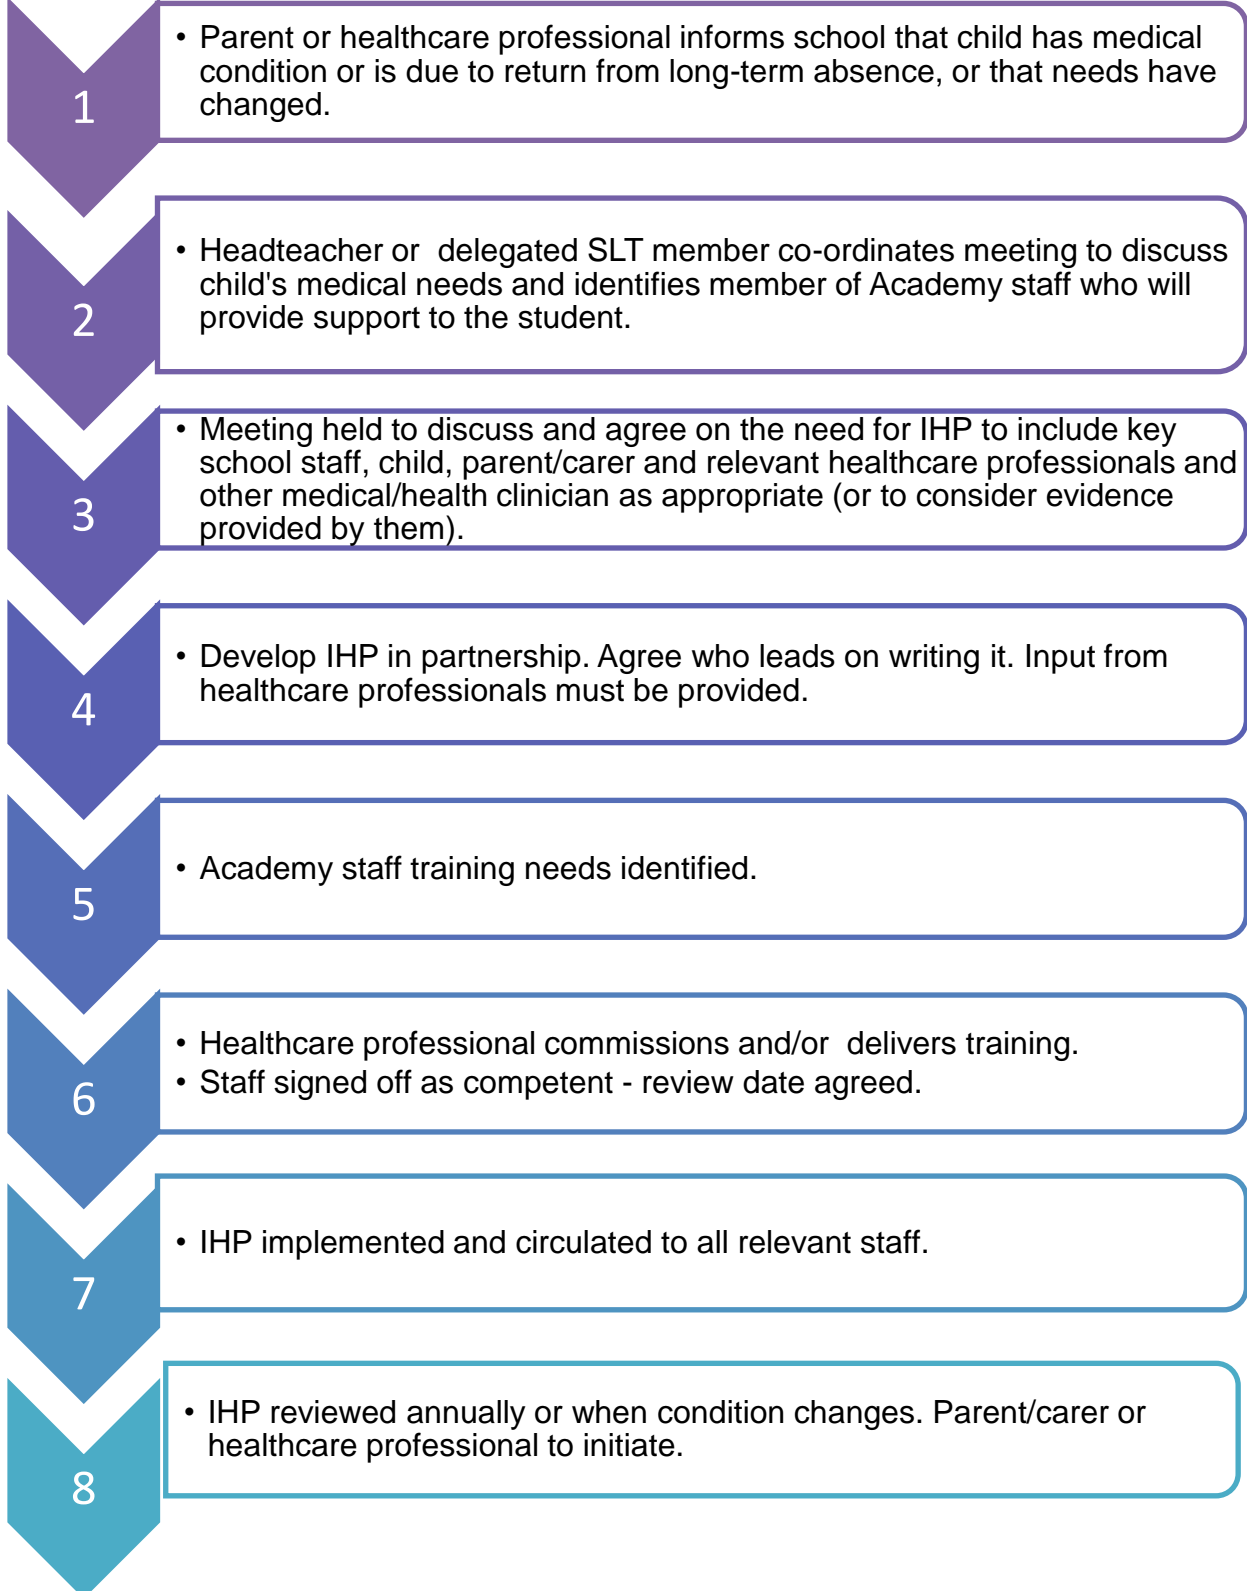 1
• Parent or healthcare professional informs school that child has medical
condition or is due to return from long-term absence, or that needs have
changed.
2
• Headteacher or  delegated SLT member co-ordinates meeting to discuss
child's medical needs and identifies member of Academy staff who will
provide support to the student.
3
• Meeting held to discuss and agree on the need for IHP to include key
school staff, child, parent/carer and relevant healthcare professionals and
other medical/health clinician as appropriate (or to consider evidence
provided by them).
4
• Develop IHP in partnership. Agree who leads on writing it. Input from
healthcare professionals must be provided.
5
• Academy staff training needs identified.
6
• Healthcare professional commissions and/or  delivers training.
• Staff signed off as competent - review date agreed.
7
• IHP implemented and circulated to all relevant staff.
8
• IHP reviewed annually or when condition changes. Parent/carer or
healthcare professional to initiate.